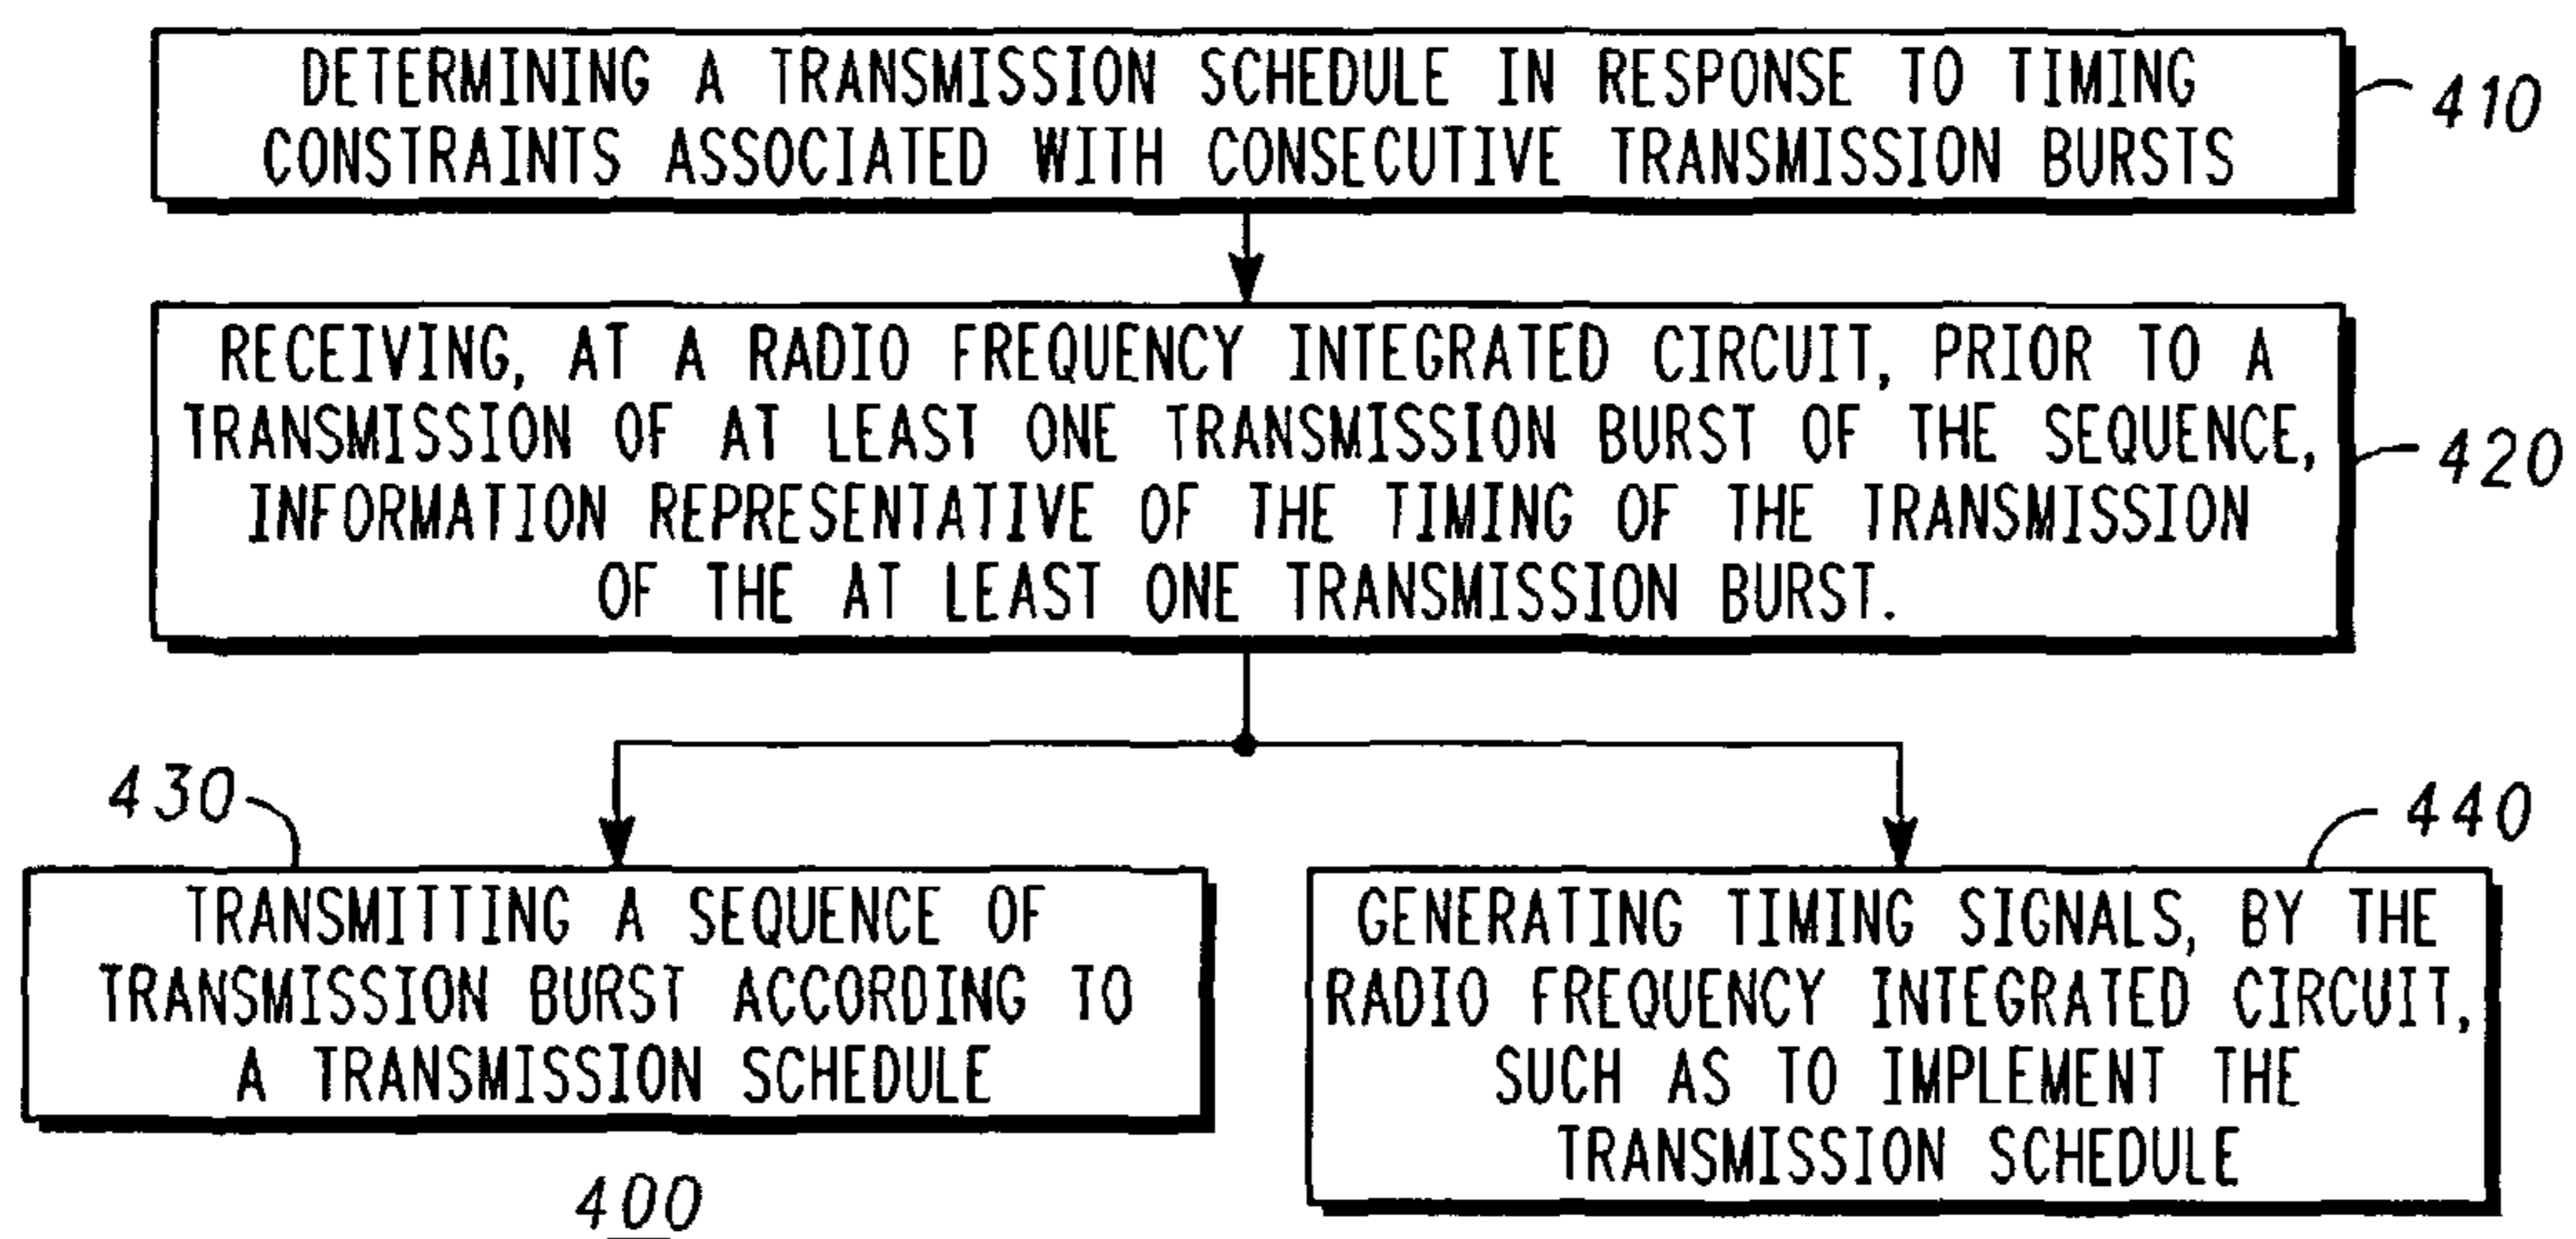 DETERMINING A TRANSMISSION SCHEDULE IN RESPONSE TO TIMING
CONSTRAINTS ASSOCIATED WITH CONSECUTIVE TRANSMISSION BURSTS
410
RECEIVING, AT A RADIO FREQUENCY INTEGRATED CIRCUIT, PRIOR TO A
TRANSMISSION OF AT LEAST ONE TRANSMISSION BURST OF THE SEQUENCE,
INFORMATION REPRESENTATIVE OF THE TIMING OF THE TRANSMISSION
OF THE AT LEAST ONE TRANSMISSION BURST.
420
430
TRANSMITTING A SEQUENCE OF
TRANSMISSION BURST ACCORDING TO
A TRANSMISSION SCHEDULE
440
GENERATING TIMING SIGNALS, BY THE
RADIO FREQUENCY INTEGRATED CIRCUIT,
SUCH AS TO IMPLEMENT THE
TRANSMISSION SCHEDULE
400